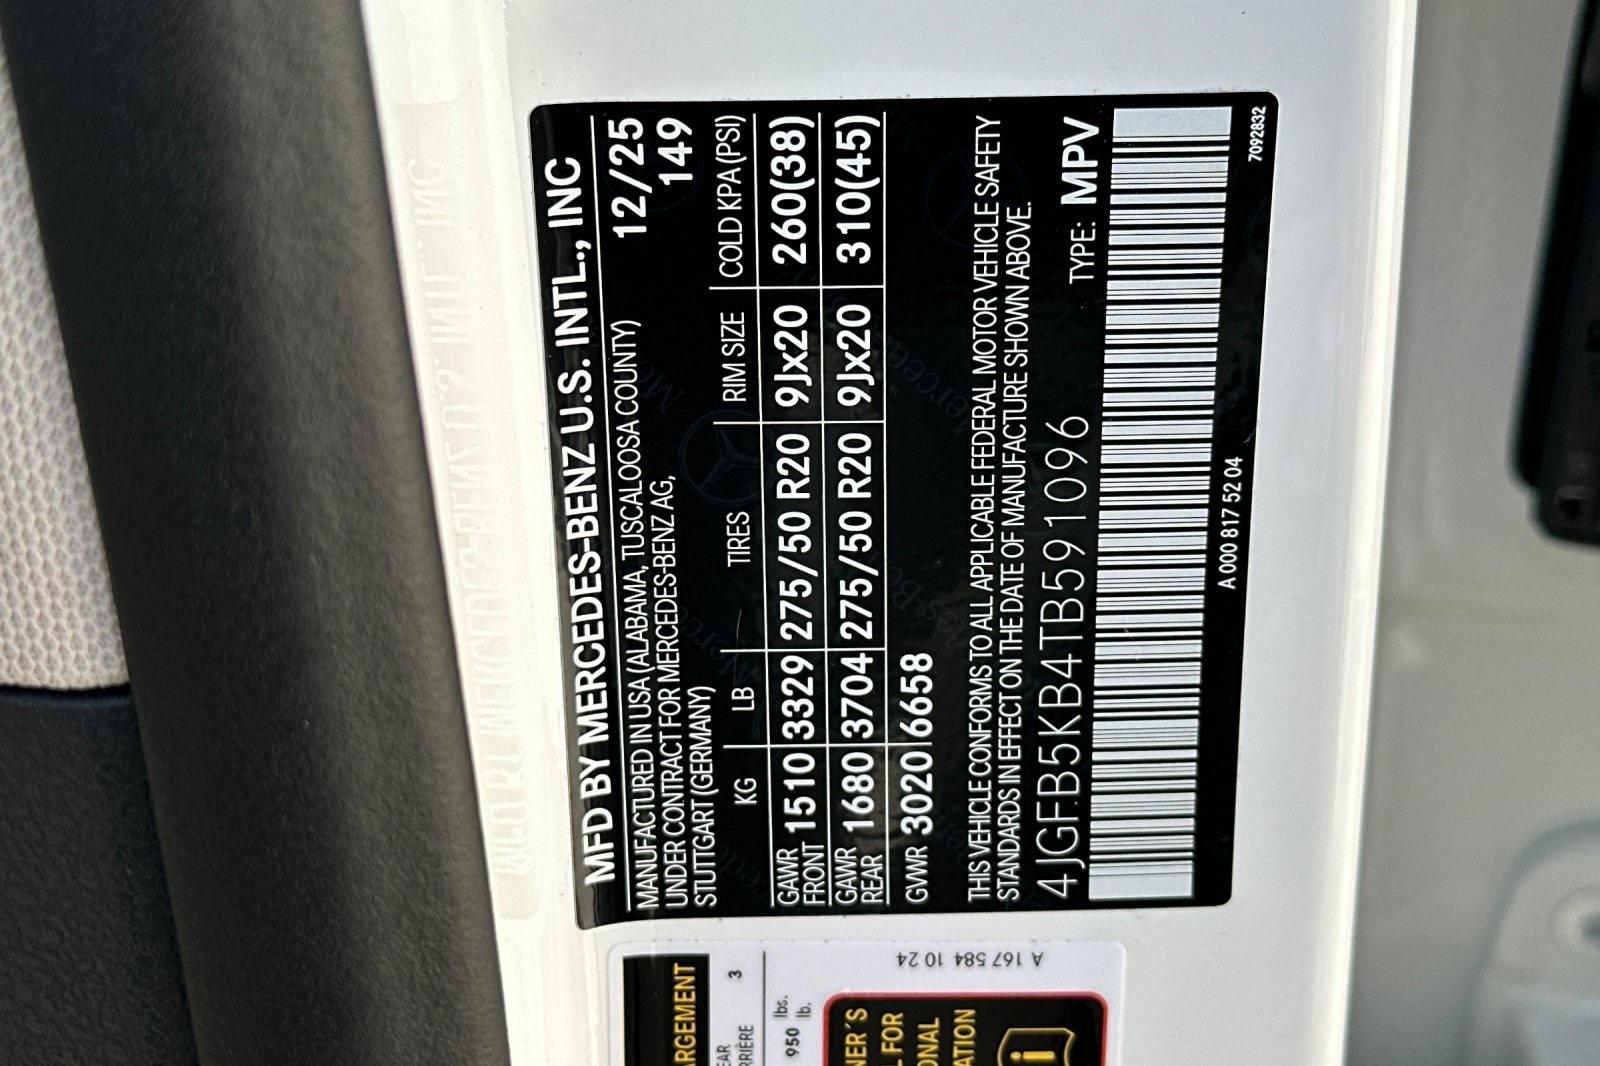 MFD BY MERCEDES-BENZ U.S. INTL., INC
MANUFACTURED IN USA (ALABAMA, TUSCALOOSA COUNTY) 12/25
UNDER CONTRACT FOR MERCEDES-BENZ AG, 149
STUTTGART (GERMANY)
KG LB TIRES RIM SIZE COLD KPA (PSI)
GAWR FRONT 1510 3329 275/50 R20 9Jx20 260(38)
GAWR REAR 1680 3704 275/50 R20 9Jx20 310(45)
GWWR 3020 6658
THIS VEHICLE CONFORMS TO ALL APPLICABLE FEDERAL MOTOR VEHICLE SAFETY
STANDARDS IN EFFECT ON THE DATE OF MANUFACTURE SHOWN ABOVE.
4JGFB5KB4TB591096 TYPE: MPV
A 000 817 52 04
7092832
ARGEMENT
3
950 lbs.
lb.
A 167 584 10 24